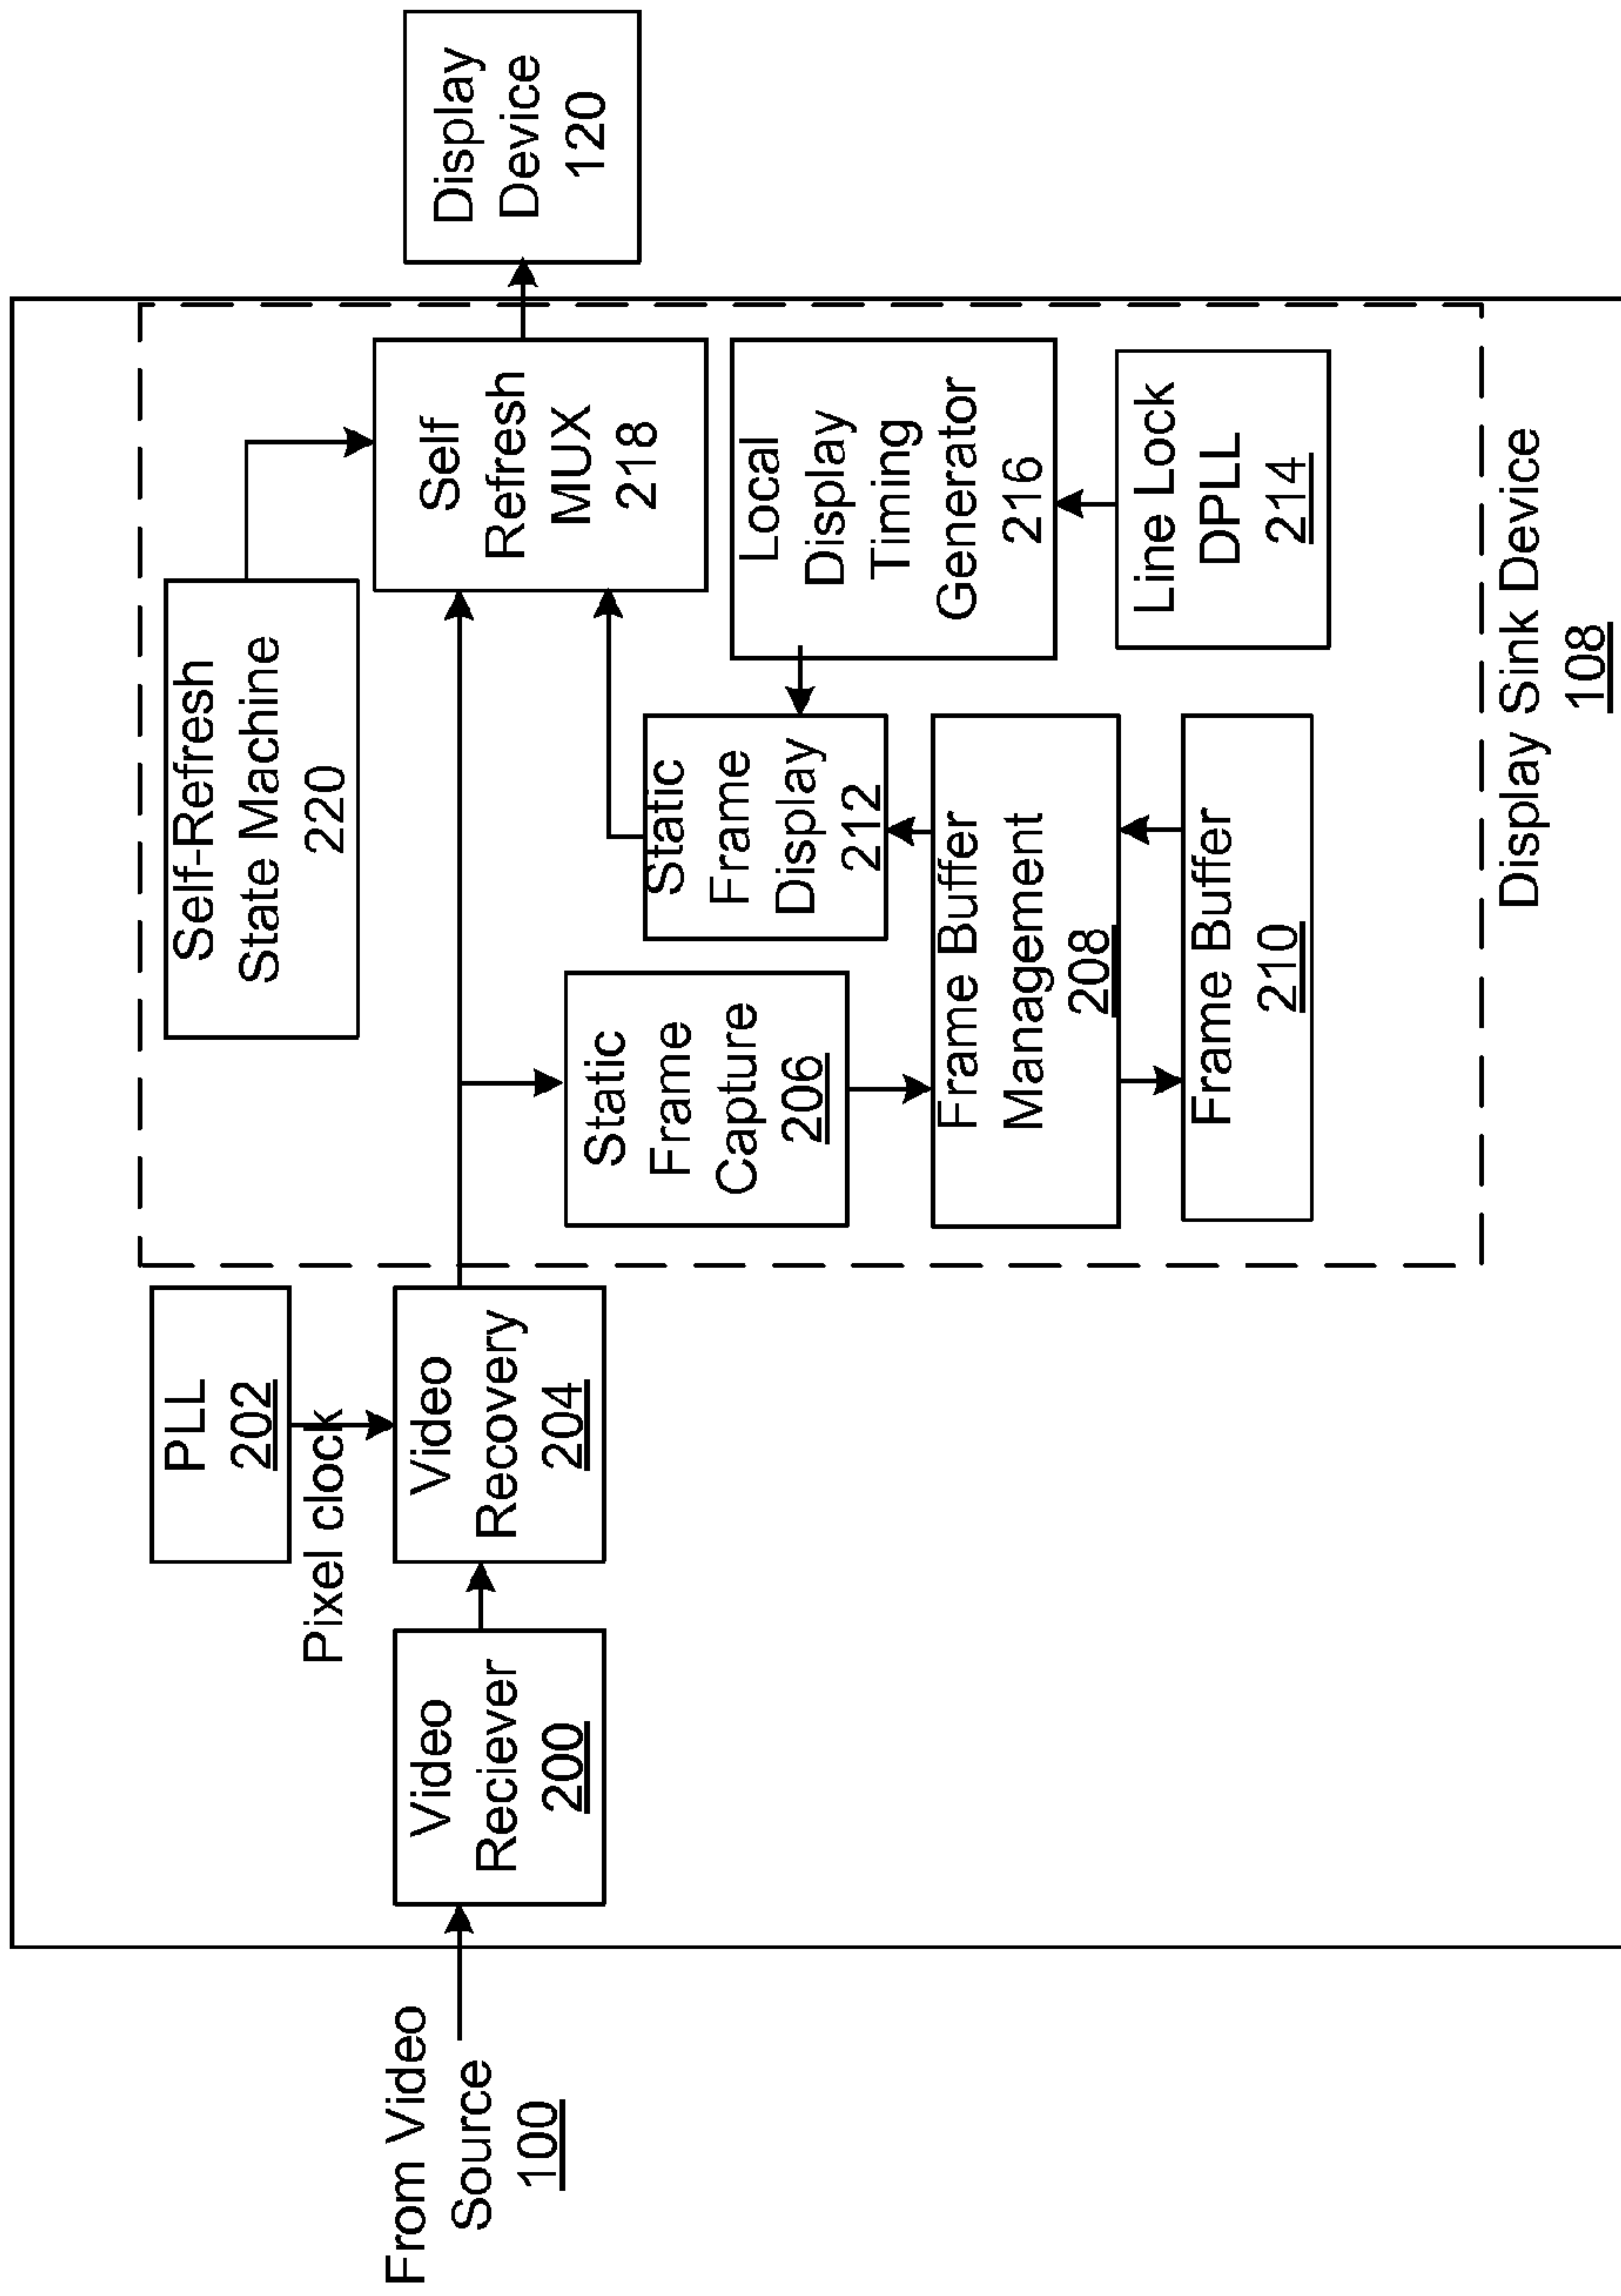 From Video
Source
100
Video
Reciever
200
PLL
202
Pixel clock
Video
Recovery
204
Self-Refresh
State Machine
220
Static
Frame
Capture
206
Frame Buffer
Management
208
Frame Buffer
210
Static
Frame
Display
212
Self
Refresh
MUX
218
Local
Display
Timing
Generator
216
Line Lock
DPLL
214
Display Sink Device
108
Display
Device
120